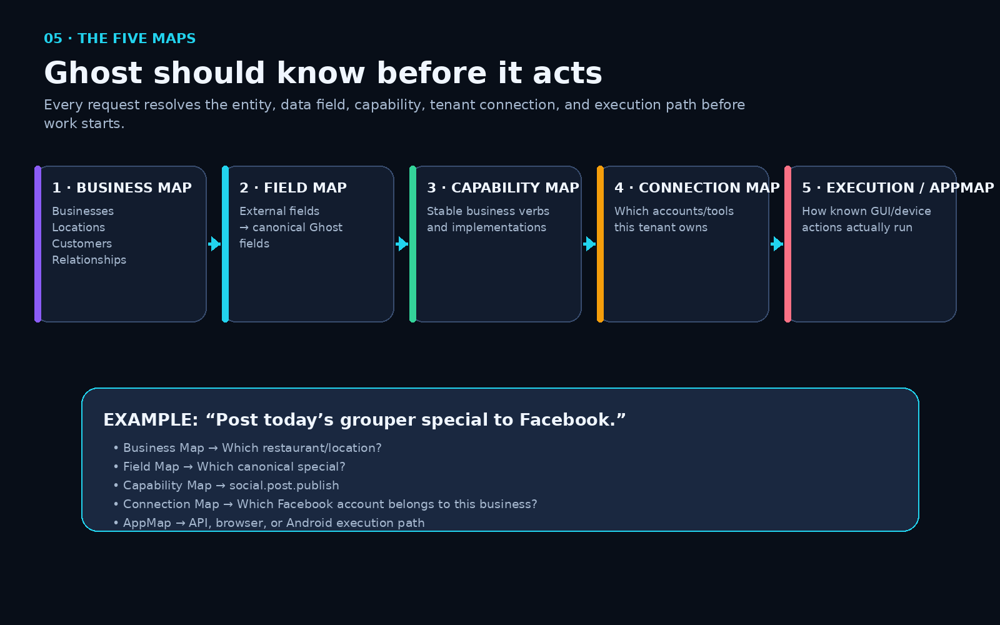 05 · THE FIVE MAPS
Ghost should know before it acts
Every request resolves the entity, data field, capability, tenant connection, and execution path before
work starts.
1 · BUSINESS MAP
Businesses
Locations
Customers
Relationships
2 · FIELD MAP
External fields
→ canonical Ghost
fields
3 · CAPABILITY MAP
Stable business verbs
and implementations
4 · CONNECTION MAP
Which accounts/tools
this tenant owns
5 · EXECUTION / APPMAP
How known GUI/device
actions actually run
EXAMPLE: “Post today’s grouper special to Facebook.”
• Business Map → Which restaurant/location?
• Field Map → Which canonical special?
• Capability Map → social.post.publish
• Connection Map → Which Facebook account belongs to this business?
• AppMap → API, browser, or Android execution path